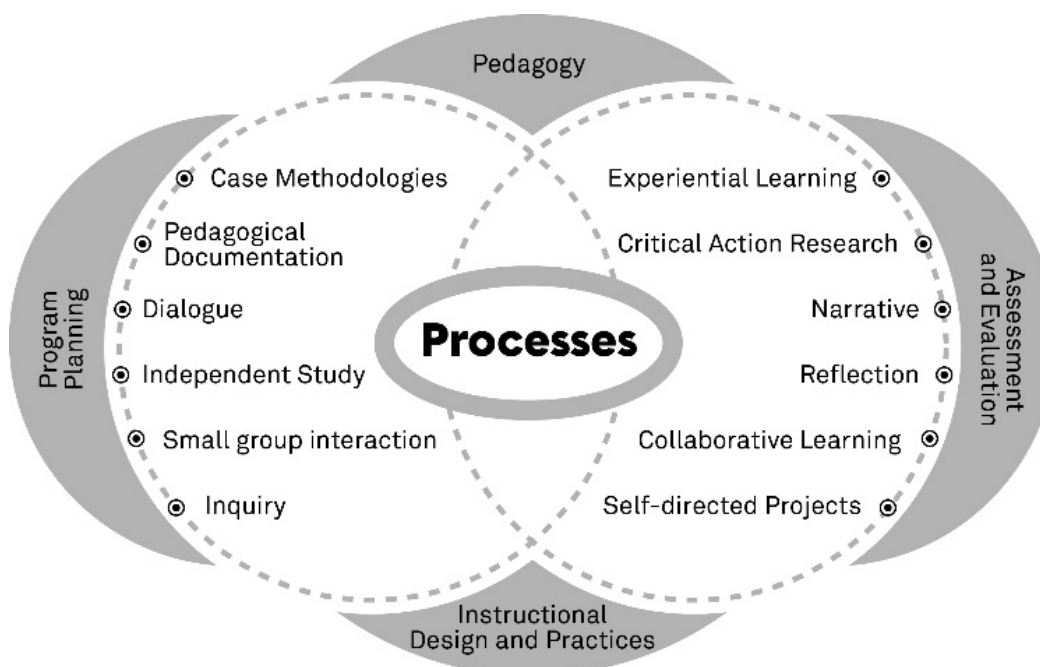 Pedagogy
Program
Planning
Case Methodologies
Pedagogical
Documentation
Dialogue
Independent Study
Small group interaction
Inquiry
Processes
Experiential Learning
Critical Action Research
Narrative
Reflection
Collaborative Learning
Self-directed Projects
Assessment
and Evaluation
Instructional
Design and Practices